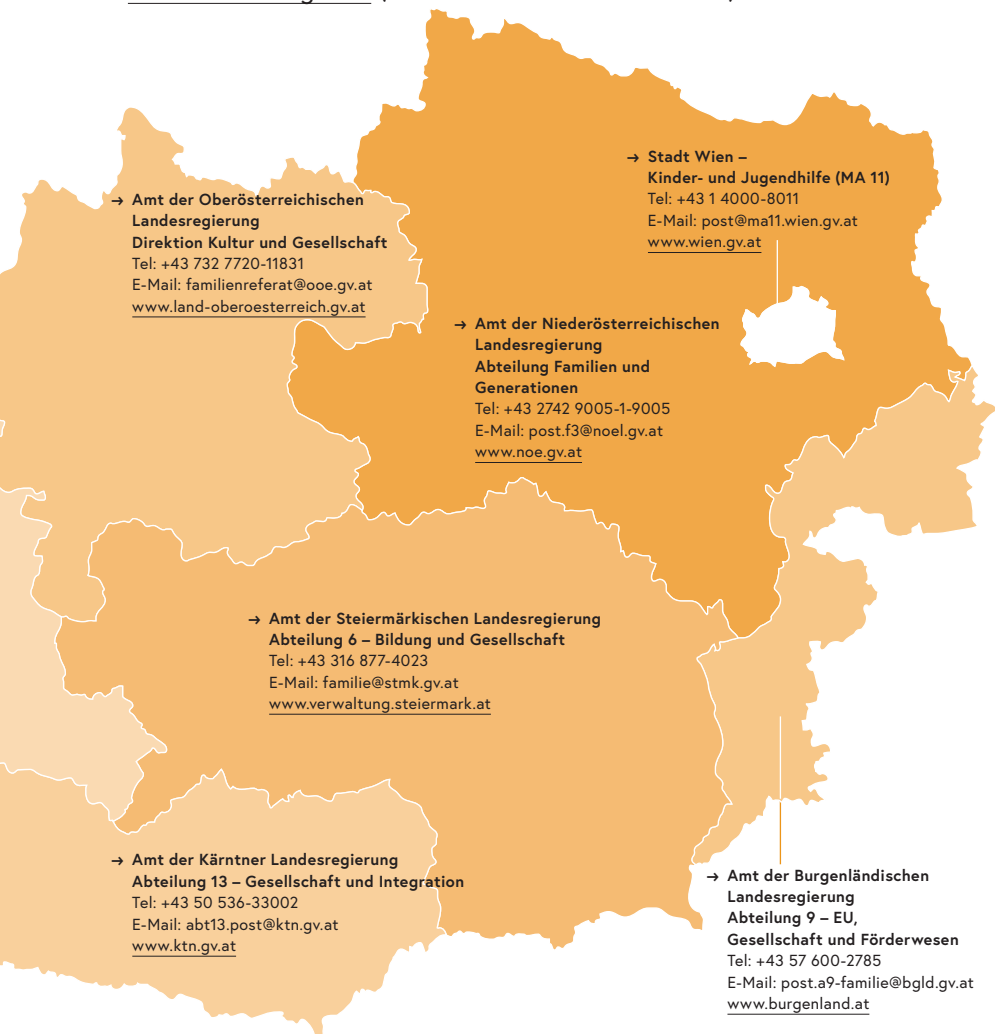 → Stadt Wien –
Kinder- und Jugendhilfe (MA 11)
Tel: +43 1 4000-8011
E-Mail: post@ma11.wien.gv.at
www.wien.gv.at
→ Amt der Oberösterreichischen
Landesregierung
Direktion Kultur und Gesellschaft
Tel: +43 732 7720-11831
E-Mail: familienreferat@ooe.gv.at
www.land-oberoesterreich.gv.at
→ Amt der Niederösterreichischen
Landesregierung
Abteilung Familien und
Generationen
Tel: +43 2742 9005-1-9005
E-Mail: post.f3@noel.gv.at
www.noe.gv.at
→ Amt der Steiermärkischen Landesregierung
Abteilung 6 – Bildung und Gesellschaft
Tel: +43 316 877-4023
E-Mail: familie@stmk.gv.at
www.verwaltung.steiermark.at
→ Amt der Kärntner Landesregierung
Abteilung 13 – Gesellschaft und Integration
Tel: +43 50 536-33002
E-Mail: abt13.post@ktn.gv.at
www.ktn.gv.at
→ Amt der Burgenländischen
Landesregierung
Abteilung 9 – EU,
Gesellschaft und Förderwesen
Tel: +43 57 600-2785
E-Mail: post.a9-familie@bgld.gv.at
www.burgenland.at